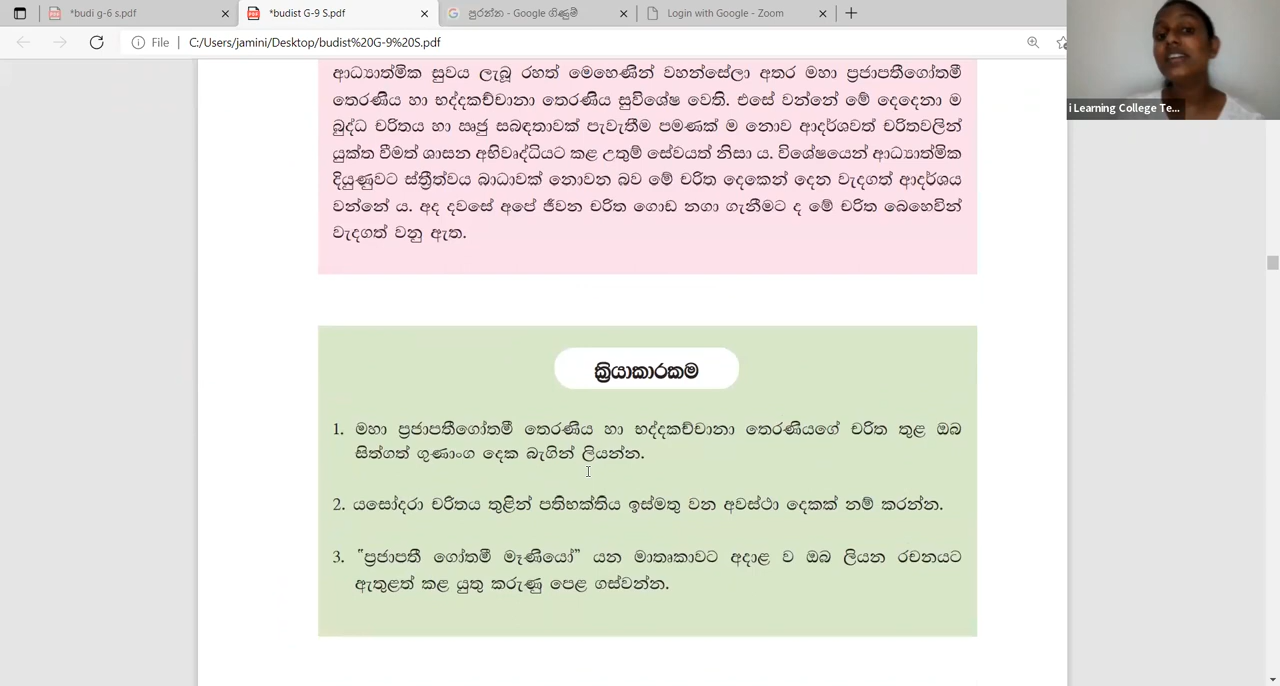 *budi g-6 s.pdf
*budist G-9 S.pdf
පුරන්න - Google ගිණුම්
Login with Google - Zoom
File
C:/Users/jamini/Desktop/budist%20G-9%20S.pdf
i Learning College Te...
ආධ්‍යාත්මික සුවය ලැබූ රහත් මෙහෙණින් වහන්සේලා අතර මහා ප්‍රජාපතීගෝතමී
තෙරණිය හා භද්දකච්චානා තෙරණිය සුවිශේෂ වෙති. එසේ වන්නේ මේ දෙදෙනා ම
බුද්ධ චරිතය හා ඍජු සබඳතාවක් පැවැතීම පමණක් ම නොව ආදර්ශවත් චරිතවලින්
යුක්ත වීමත් ශාසන අභිවෘද්ධියට කළ උතුම් සේවයත් නිසා ය. විශේෂයෙන් ආධ්‍යාත්මික
දියුණුවට ස්ත්‍රීත්වය බාධාවක් නොවන බව මේ චරිත දෙකෙන් දෙන වැදගත් ආදර්ශය
වන්නේ ය. අද දවසේ අපේ ජීවන චරිත ගොඩ නගා ගැනීමට ද මේ චරිත බෙහෙවින්
වැදගත් වනු ඇත.
ක්‍රියාකාරකම
1. මහා ප්‍රජාපතීගෝතමී තෙරණිය හා භද්දකච්චානා තෙරණියගේ චරිත තුළ ඔබ
සිත්ගත් ගුණාංග දෙක බැගින් ලියන්න.
2. යසෝදරා චරිතය තුළින් පතිභක්තිය ඉස්මතු වන අවස්ථා දෙකක් නම් කරන්න.
3. "ප්‍රජාපතී ගෝතමී මෑණියෝ" යන මාතෘකාවට අදාළ ව ඔබ ලියන රචනයට
ඇතුළත් කළ යුතු කරුණු පෙළ ගස්වන්න.